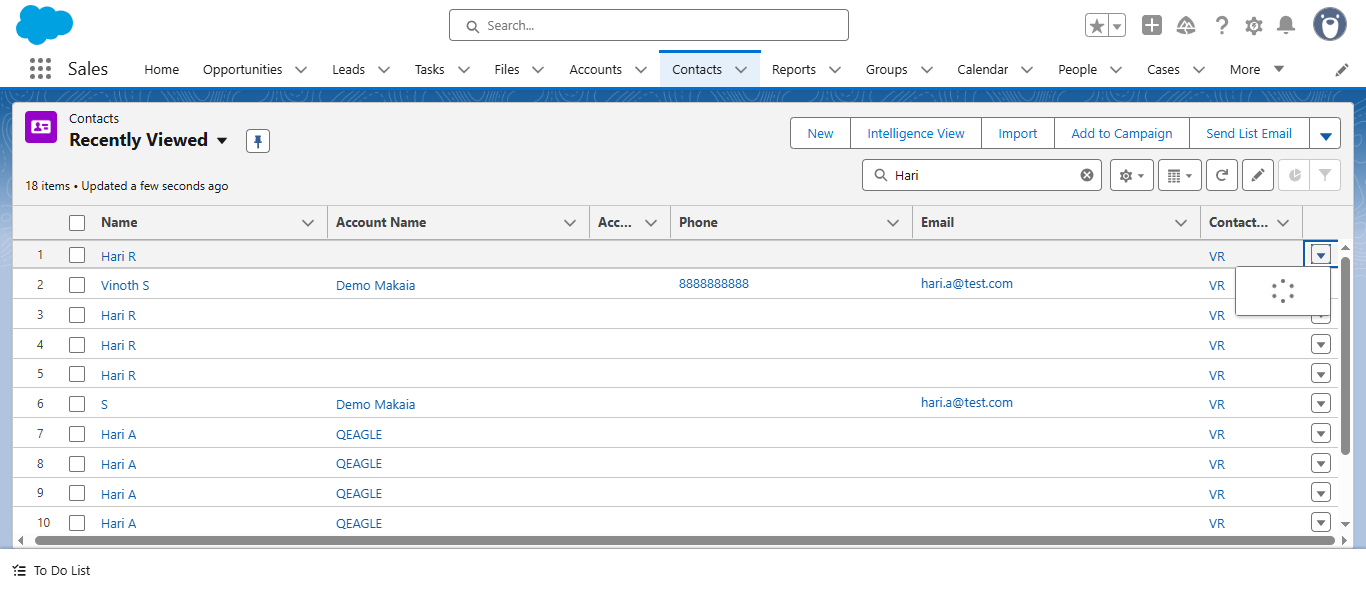 Search...
Sales Home Opportunities Leads Tasks Files Accounts Contacts Reports Groups Calendar People Cases More
Contacts
Recently Viewed
New Intelligence View Import Add to Campaign Send List Email
18 items • Updated a few seconds ago
Hari
Name Account Name Acc... Phone Email Contact...
1 Hari R VR
2 Vinoth S Demo Makaia 8888888888 hari.a@test.com VR
3 Hari R VR
4 Hari R VR
5 Hari R VR
6 S Demo Makaia hari.a@test.com VR
7 Hari A QEAGLE VR
8 Hari A QEAGLE VR
9 Hari A QEAGLE VR
10 Hari A QEAGLE VR
To Do List